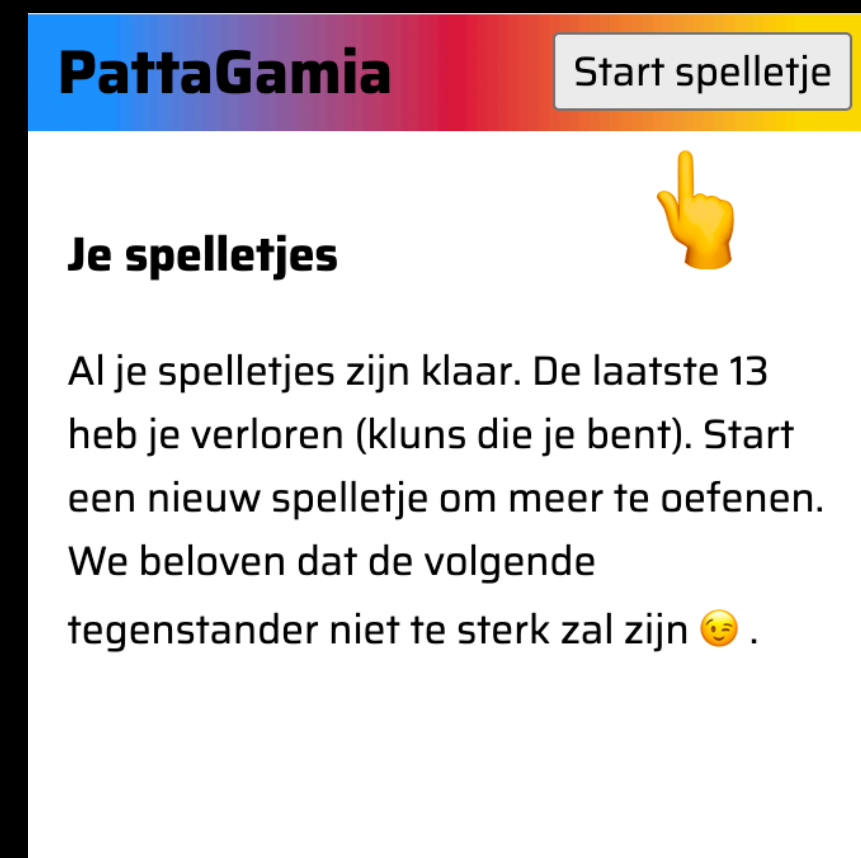 PattaGamia
Start spelletje
Je spelletjes
Al je spelletjes zijn klaar. De laatste 13
heb je verloren (kluns die je bent). Start
een nieuw spelletje om meer te oefenen.
We beloven dat de volgende
tegenstander niet te sterk zal zijn 😉 .